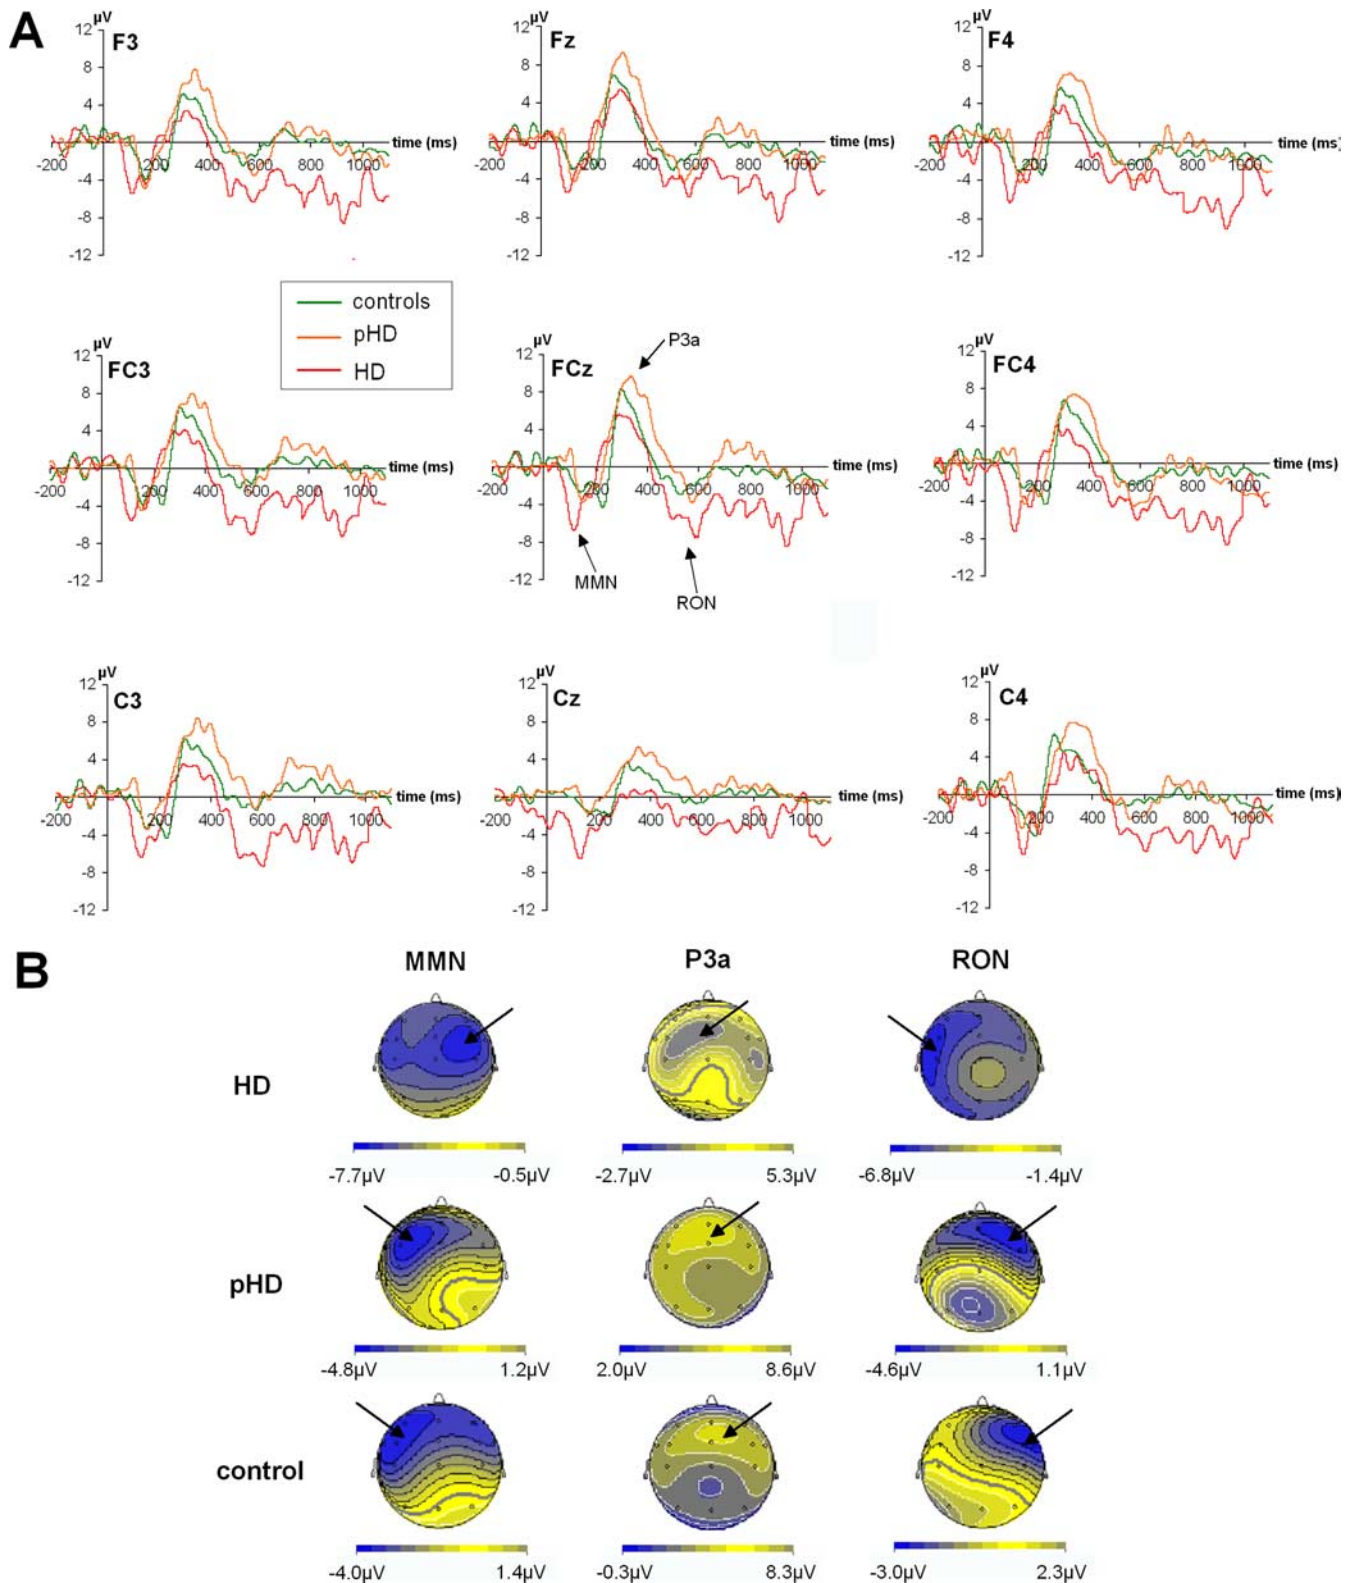 A
µV F3 µV Fz µV F4
12 12 12
8 8 8
4 4 4
time (ms) time (ms) time (ms)
-200 200 400 600 800 1000 -200 200 400 600 800 1000 -200 200 400 600 800 1000
-4 -4 -4
-8 -8 -8
-12 -12 -12
controls
pHD
HD
µV FC3 µV FCz µV FC4
P3a
12 12 12
8 8 8
4 4 4
time (ms) time (ms) time (ms)
-200 200 400 600 800 1000 -200 200 400 600 800 1000 -200 200 400 600 800 1000
-4 -4 -4
-8 -8 -8
-12 -12 -12
MMN
RON
µV C3 µV Cz µV C4
12 12 12
8 8 8
4 4 4
time (ms) time (ms) time (ms)
-200 200 400 600 800 1000 -200 200 400 600 800 1000 -200 200 400 600 800 1000
-4 -4 -4
-8 -8 -8
-12 -12 -12
B
MMN P3a RON
HD
-7.7µV -0.5µV -2.7µV 5.3µV -6.8µV -1.4µV
pHD
-4.8µV 1.2µV 2.0µV 8.6µV -4.6µV 1.1µV
control
-4.0µV 1.4µV -0.3µV 8.3µV -3.0µV 2.3µV